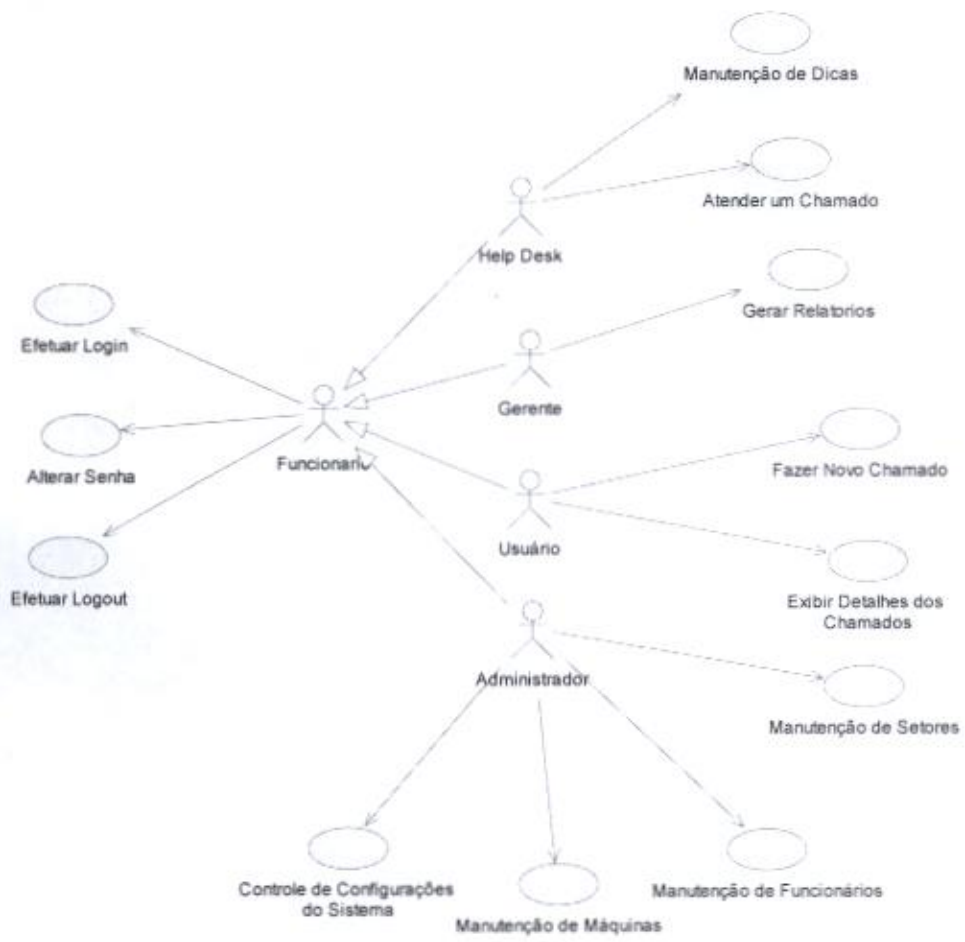 Manutenção de Dicas
Atender um Chamado
Help Desk
Gerar Relatorios
Efetuar Login
Gerente
Alterar Senha
Funcionario
Fazer Novo Chamado
Usuário
Efetuar Logout
Exibir Detalhes dos
Chamados
Administrador
Manutenção de Setores
Controle de Configurações
do Sistema
Manutenção de Máquinas
Manutenção de Funcionários